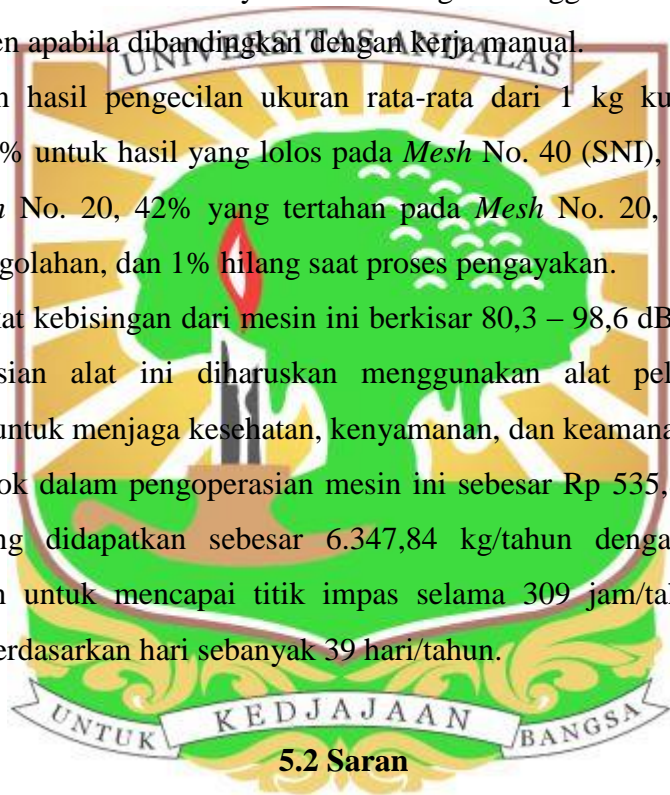 en apabila dibandingkan dengan kerja manual.
UNIVERSITAS ANDALAS
hasil pengecilan ukuran rata-rata dari 1 kg
% untuk hasil yang lolos pada Mesh No. 40 (SNI),
No. 20, 42% yang tertahan pada Mesh No. 20,
golahan, dan 1% hilang saat proses pengayakan.
kat kebisingan dari mesin ini berkisar 80,3 – 98,6 dB
sian alat ini diharuskan menggunakan alat pel
untuk menjaga kesehatan, kenyamanan, dan keamana
ok dalam pengoperasian mesin ini sebesar Rp 535,
ng didapatkan sebesar 6.347,84 kg/tahun denga
untuk mencapai titik impas selama 309 jam/ta
erdasarkan hari sebanyak 39 hari/tahun.
UNTUK KEDJAJAAN BANGSA
5.2 Saran